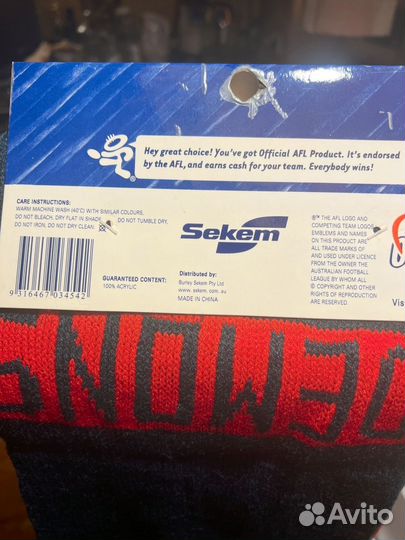 Hey great choice! You've got Official AFL Product. It's endorsed
by the AFL, and earns cash for your team. Everybody wins!
CARE INSTRUCTIONS:
WARM MACHINE WASH (40°C) WITH SIMILAR COLOURS.
DO NOT BLEACH. DRY FLAT IN SHADE. DO NOT TUMBLE DRY.
DO NOT IRON, DO NOT DRY CLEAN.
9 316467 034542
GUARANTEED CONTENT:
100% ACRYLIC
Sekem
Distributed by:
Burley Sekem Pty Ltd
www. sekem. com. au
MADE IN CHINA
®™ THE AFL LOGO AND
COMPETING TEAM LOGOS
EMBLEMS AND NAMES
ON THIS PRODUCT ARE
ALL TRADE MARKS OF
AND USED UNDER LICENCE
FROM THE OWNER THE
AUSTRALIAN FOOTBALL
LEAGUE BY WHOM ALL
© COPYRIGHT AND OTHER
RIGHTS OF REPRODUCTION
ARE RESERVED
Vis
DEMONS
Avito